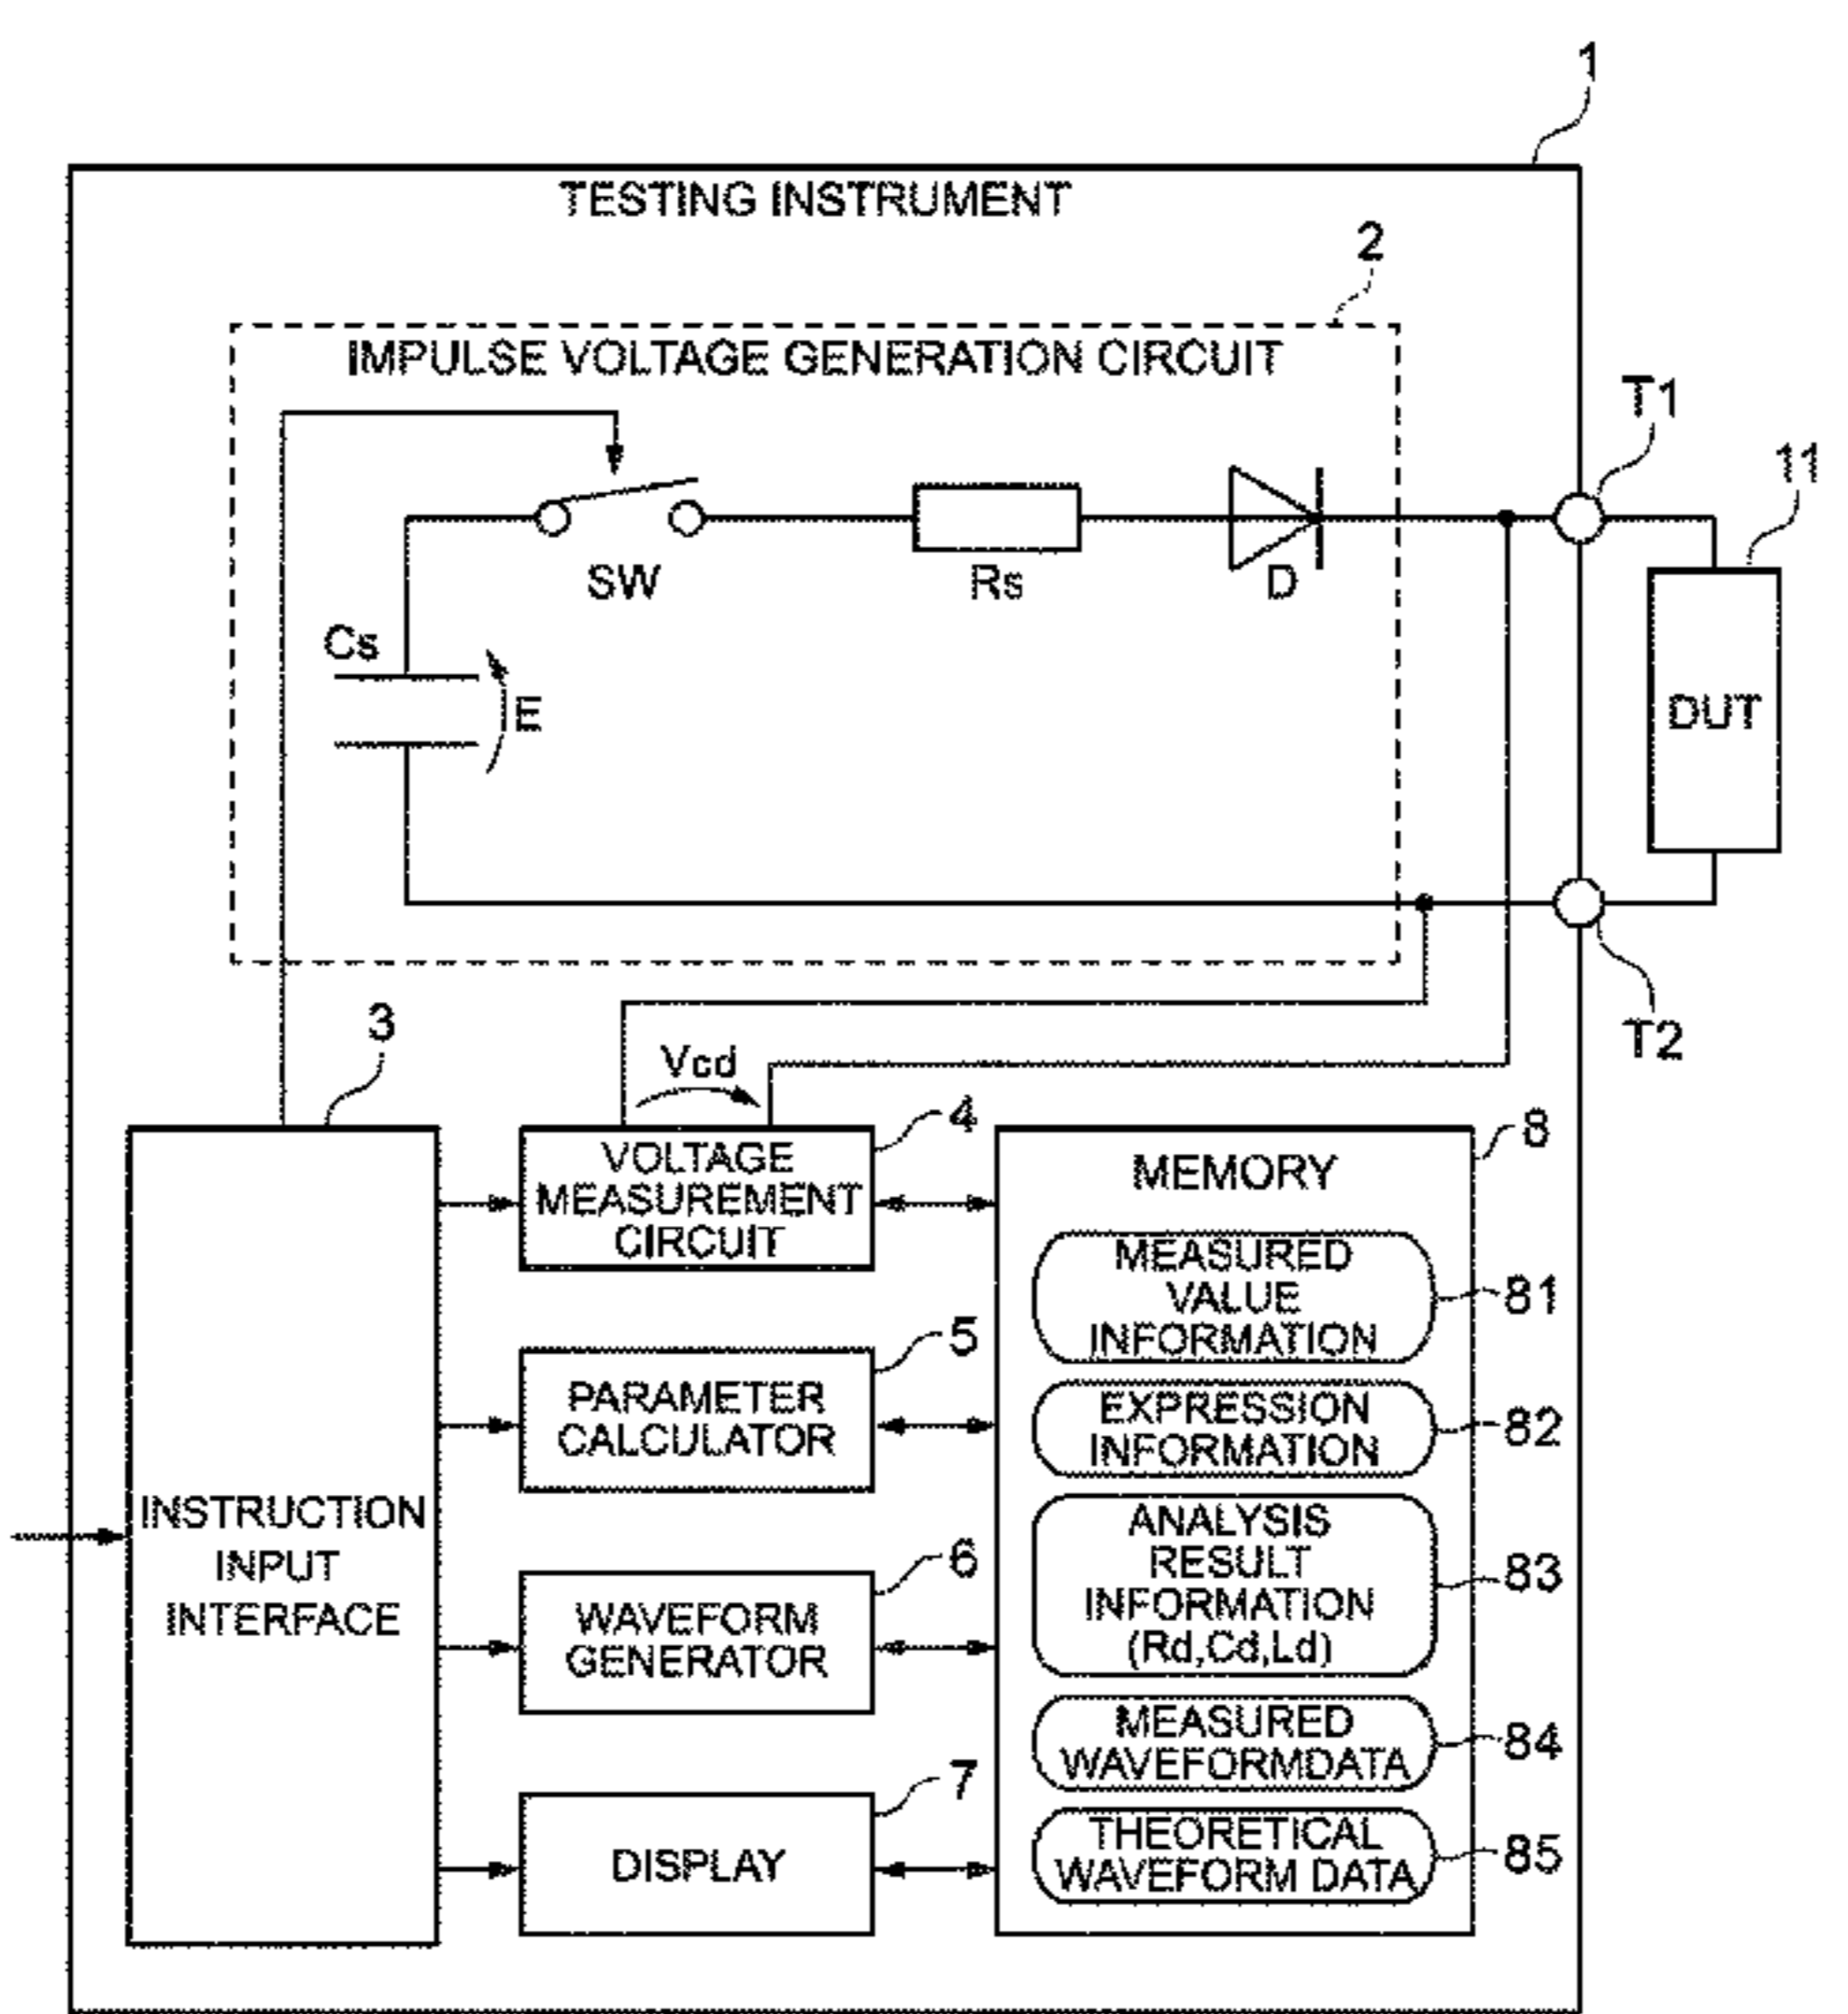 1
TESTING INSTRUMENT
2
IMPULSE VOLTAGE GENERATION CIRCUIT
T1
11
SW
Rs
D
Cs
E
DUT
T2
3
Vcd
4
8
VOLTAGE
MEASUREMENT
CIRCUIT
MEMORY
MEASURED
VALUE
INFORMATION
81
5
PARAMETER
CALCULATOR
EXPRESSION
INFORMATION
82
INSTRUCTION
INPUT
INTERFACE
ANALYSIS
RESULT
INFORMATION
(Rd,Cd,Ld)
83
6
WAVEFORM
GENERATOR
MEASURED
WAVEFORMDATA
84
7
DISPLAY
THEORETICAL
WAVEFORM DATA
85